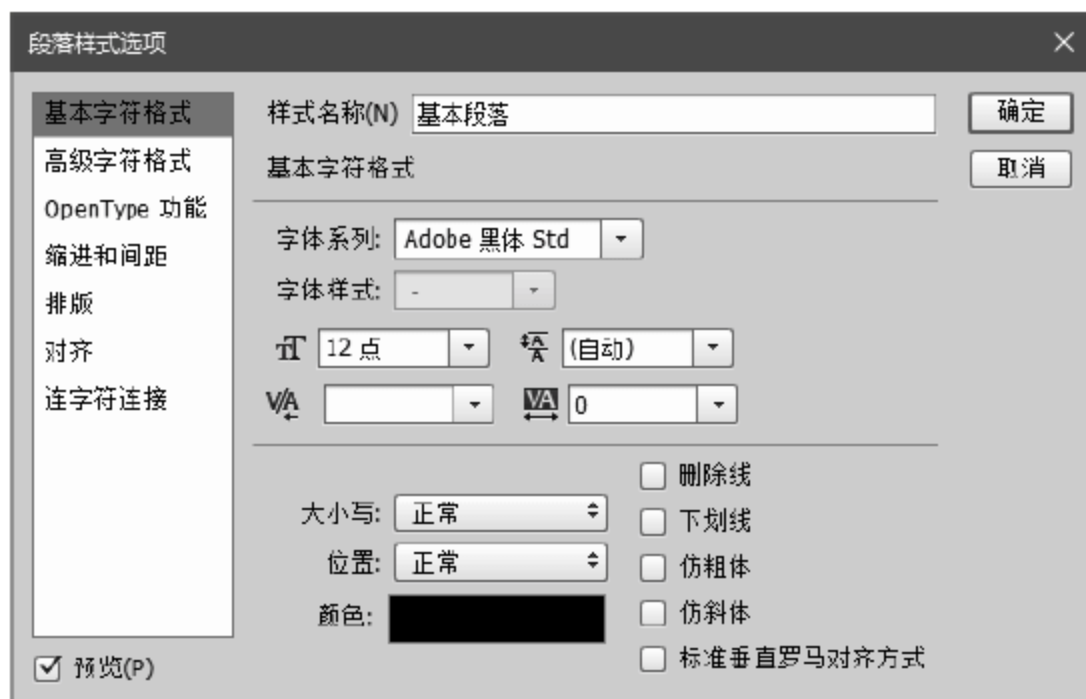 段落样式选项
基本字符格式
高级字符格式
OpenType 功能
缩进和间距
排版
对齐
连字符连接
预览(P)
样式名称(N) 基本段落
基本字符格式
字体系列: Adobe 黑体 Std
字体样式: -
12 点 (自动)
0
大小写: 正常
位置: 正常
颜色:
删除线
下划线
仿粗体
仿斜体
标准垂直罗马对齐方式
确定
取消